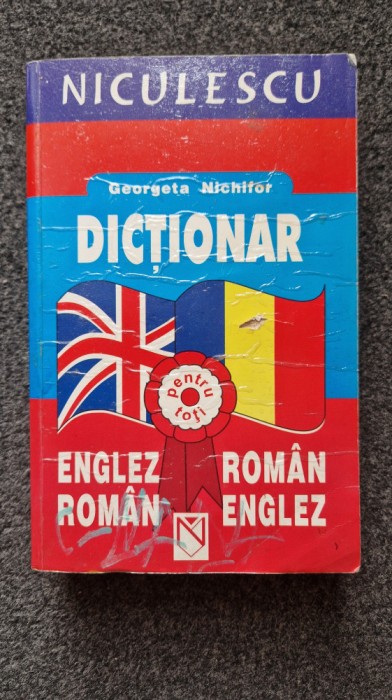 NICULESCU
Georgeta Nichifor
DICȚIONAR
pentru
toți
ENGLEZ ROMÂN
ROMÂN ENGLEZ